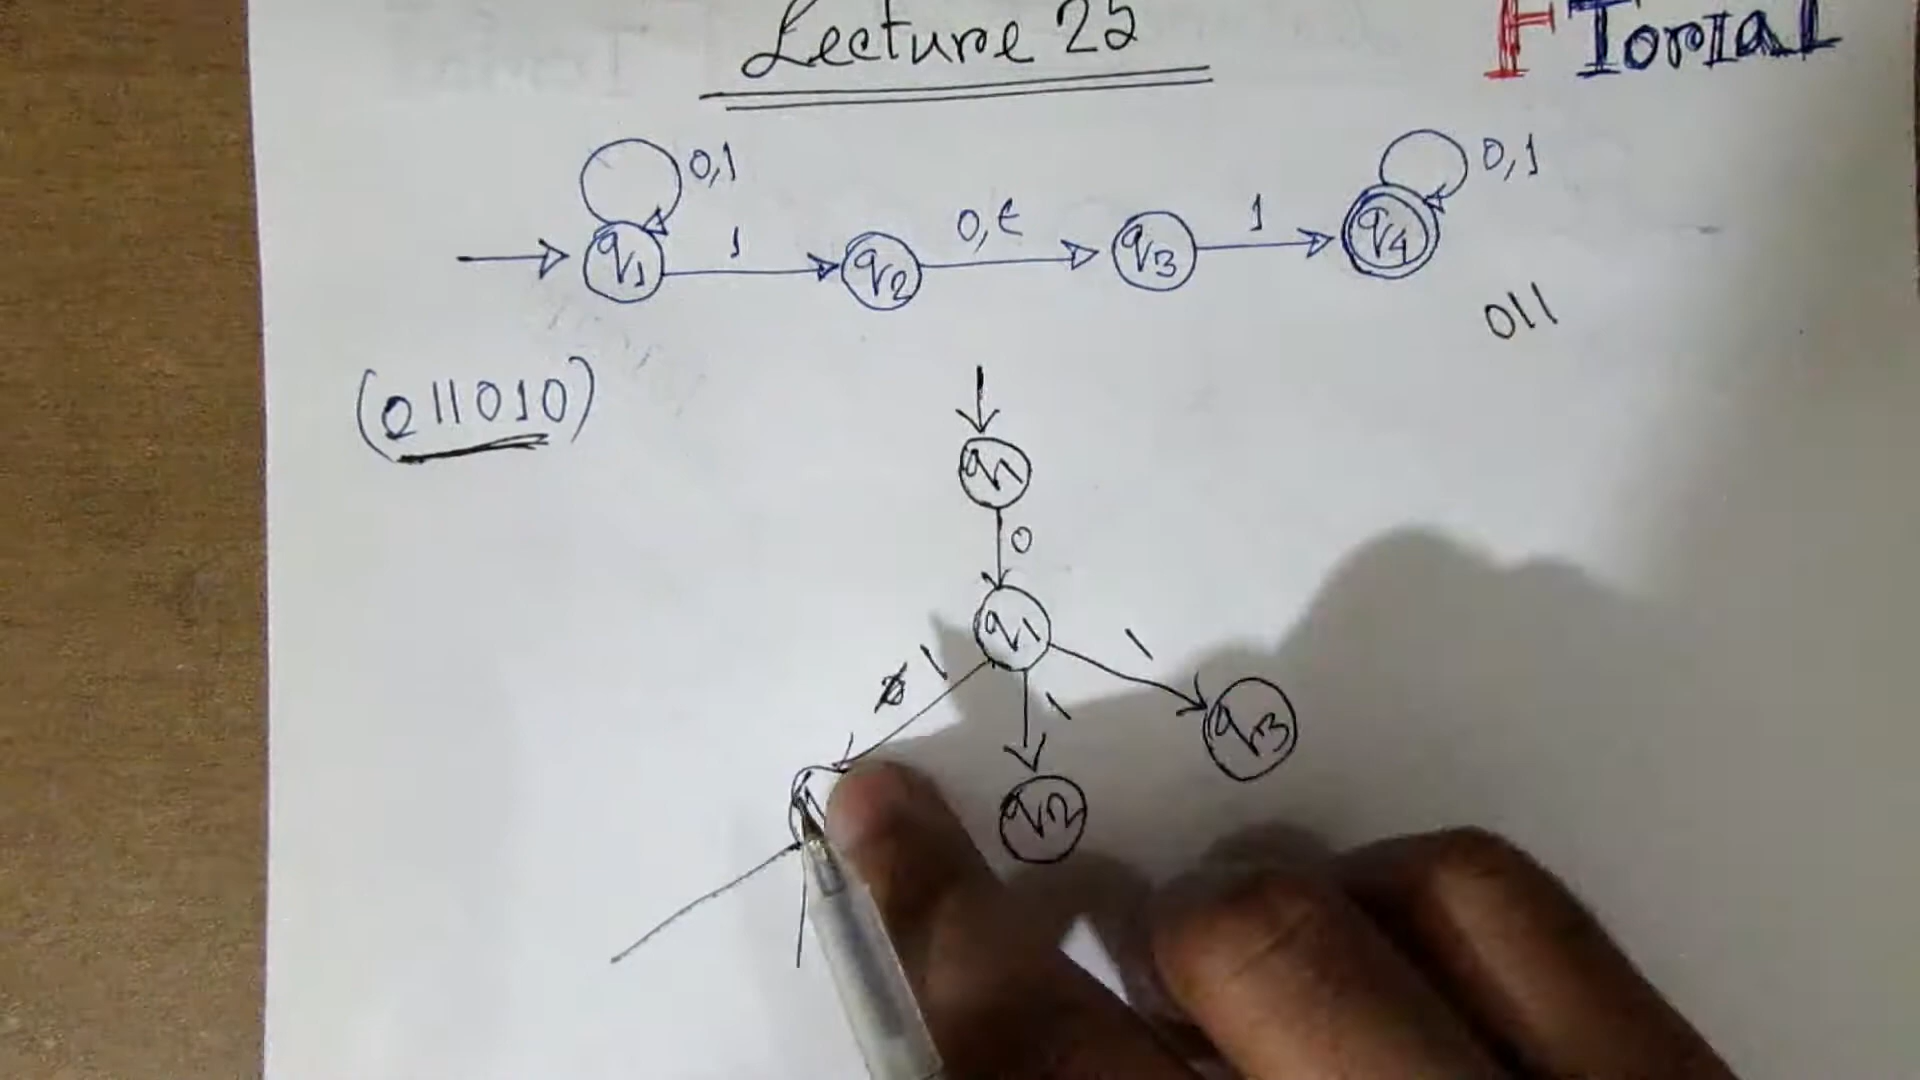 Lecture 25
FTorial
0,1
0,1
q1
1
q2
0,ε
q3
1
q4
011
(011010)
q1
0
q1
1
1
1
q3
q2